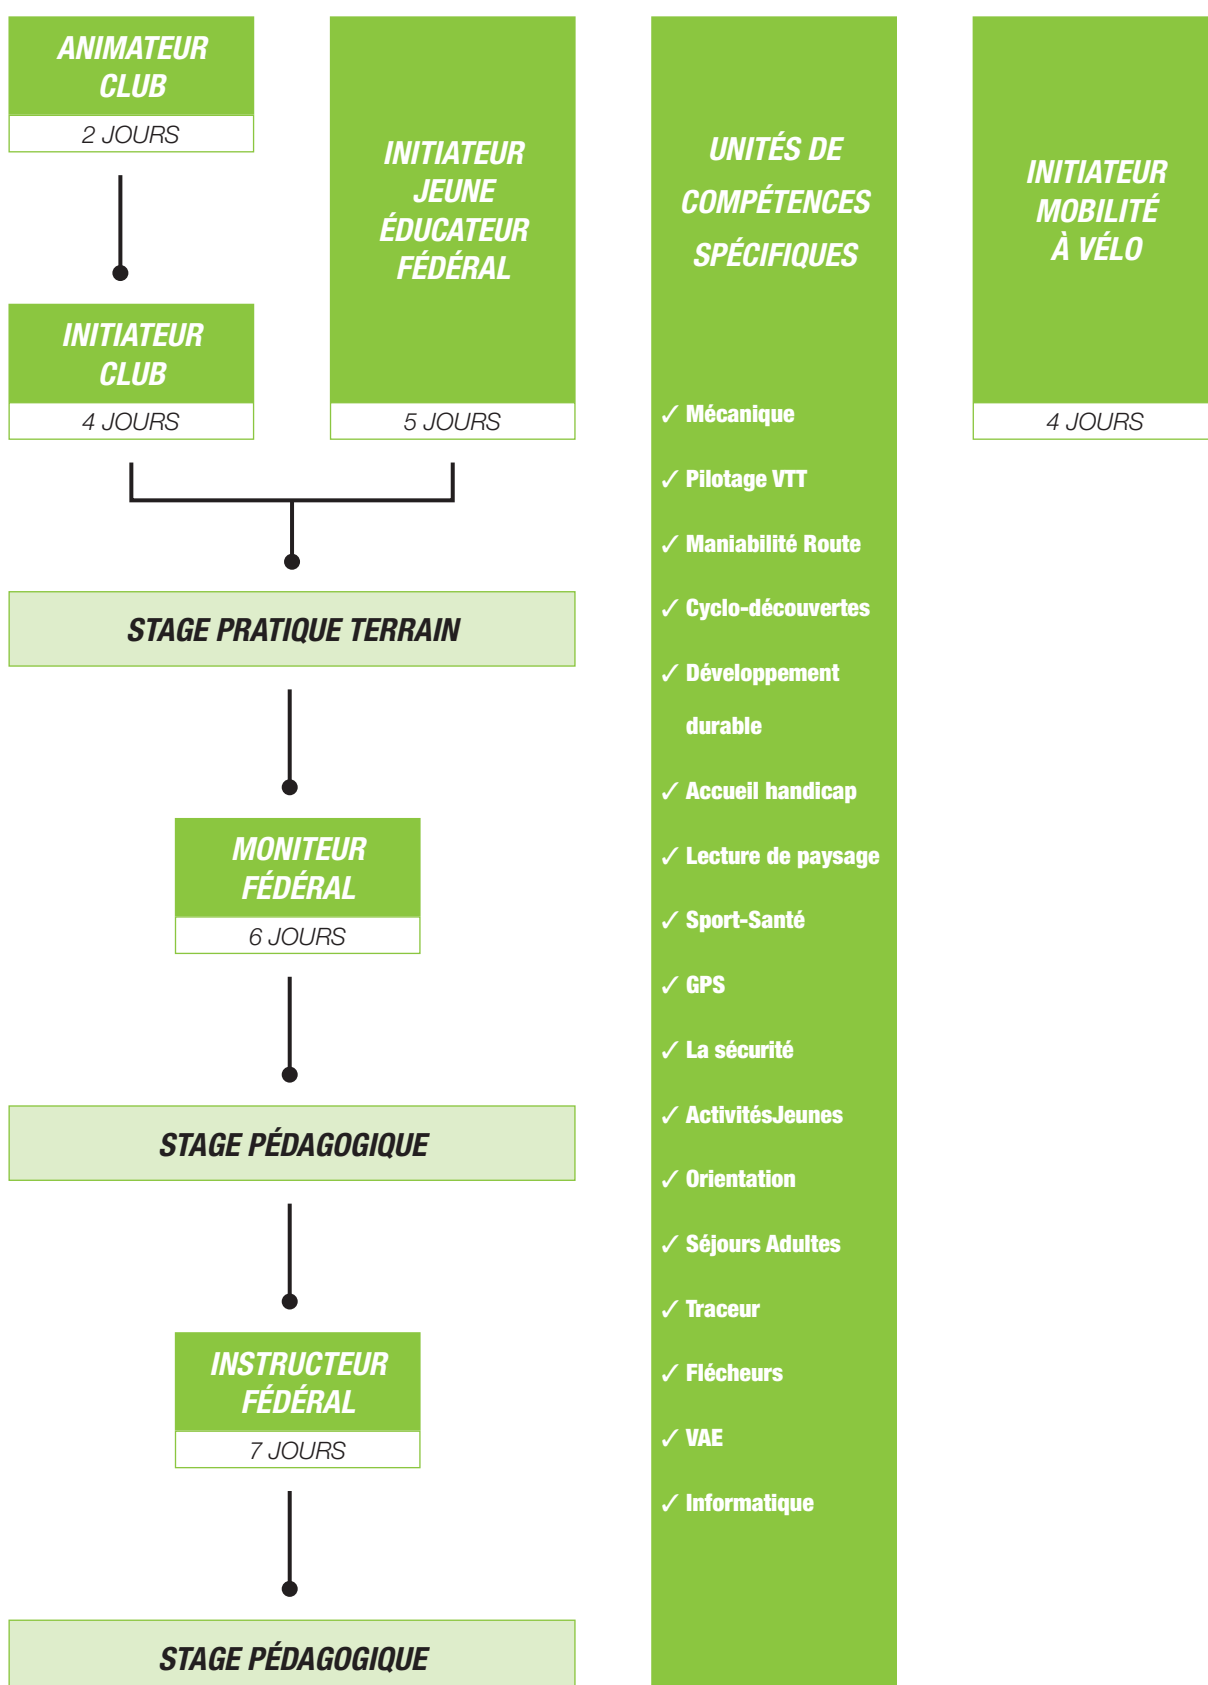 ANIMATEUR
CLUB
2 JOURS
INITIATEUR
CLUB
4 JOURS
INITIATEUR
JEUNE
ÉDUCATEUR
FÉDÉRAL
5 JOURS
STAGE PRATIQUE TERRAIN
MONITEUR
FÉDÉRAL
6 JOURS
STAGE PÉDAGOGIQUE
INSTRUCTEUR
FÉDÉRAL
7 JOURS
STAGE PÉDAGOGIQUE
UNITÉS DE
COMPÉTENCES
SPÉCIFIQUES
✓ Mécanique
✓ Pilotage VTT
✓ Maniabilité Route
✓ Cyclo-découvertes
✓ Développement
durable
✓ Accueil handicap
✓ Lecture de paysage
✓ Sport-Santé
✓ GPS
✓ La sécurité
✓ ActivitésJeunes
✓ Orientation
✓ Séjours Adultes
✓ Traceur
✓ Flécheurs
✓ VAE
✓ Informatique
INITIATEUR
MOBILITÉ
À VÉLO
4 JOURS